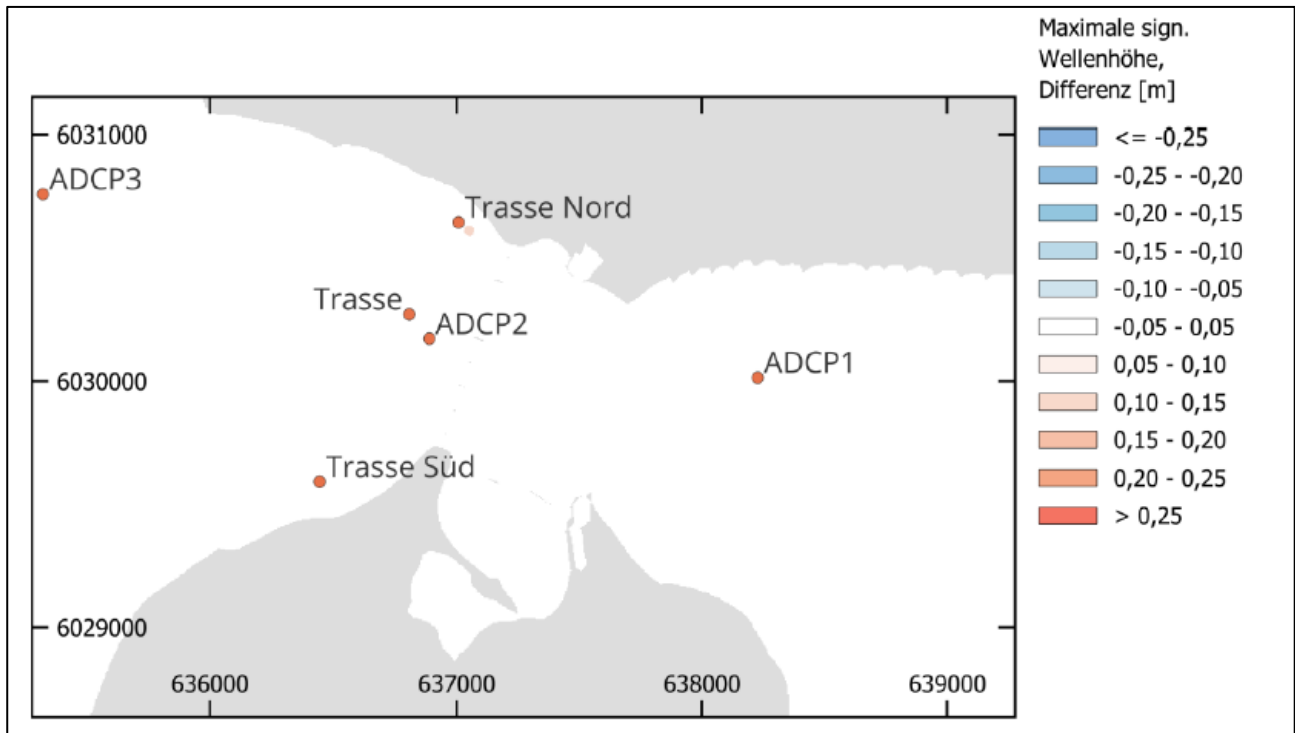 Maximale sign.
Wellenhöhe,
Differenz [m]
<= -0,25
-0,25 - -0,20
-0,20 - -0,15
-0,15 - -0,10
-0,10 - -0,05
-0,05 - 0,05
0,05 - 0,10
0,10 - 0,15
0,15 - 0,20
0,20 - 0,25
> 0,25
6031000
ADCP3
Trasse Nord
Trasse
ADCP2
6030000
ADCP1
Trasse Süd
6029000
636000
637000
638000
639000